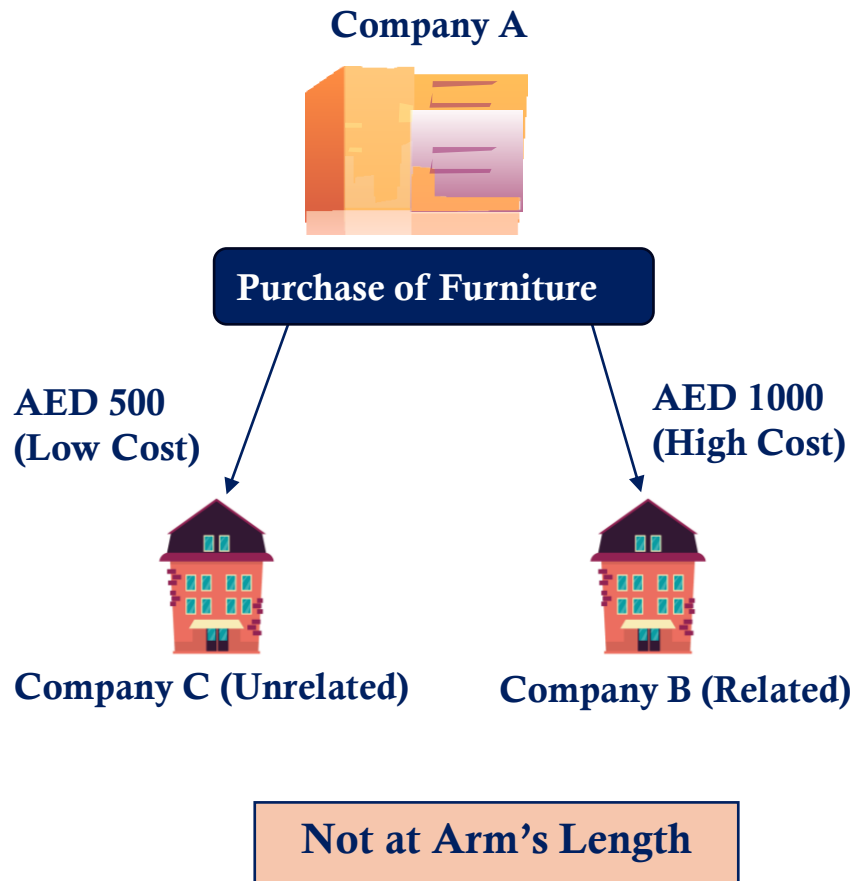 Company A
Purchase of Furniture
AED 500
(Low Cost)
AED 1000
(High Cost)
Company C (Unrelated)
Company B (Related)
Not at Arm’s Length